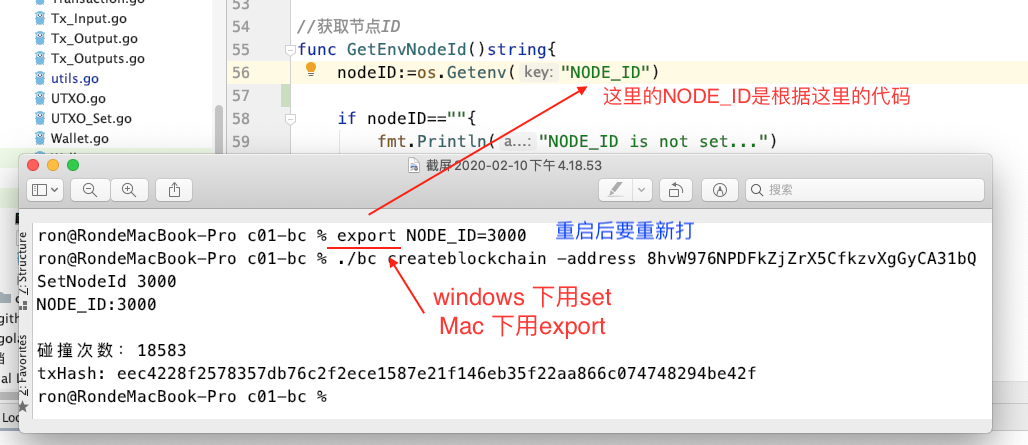 Transaction.go
Tx_Input.go
Tx_Output.go
Tx_Outputs.go
utils.go
UTXO.go
UTXO_Set.go
Wallet.go
53
54 //获取节点ID
55 func GetEnvNodeId()string{
56 nodeID:=os.Getenv( key: "NODE_ID")
57
这里的NODE_ID是根据这里的代码
58 if nodeID==""{
59 fmt.Println( a...: "NODE_ID is not set...")
截屏 2020-02-10 下午 4.18.53
搜索
ron@RondeMacBook-Pro c01-bc % export NODE_ID=3000
重启后要重新打
ron@RondeMacBook-Pro c01-bc % ./bc createblockchain -address 8hvW976NPDFkZjZrX5CfkzvXgGyCA31bQ
SetNodeId 3000
NODE_ID:3000
windows 下用set
Mac 下用export
碰撞次数: 18583
txHash: eec4228f2578357db76c2f2ece1587e21f146eb35f22aa866c074748294be42f
ron@RondeMacBook-Pro c01-bc %
7: Structure
2: Favorites